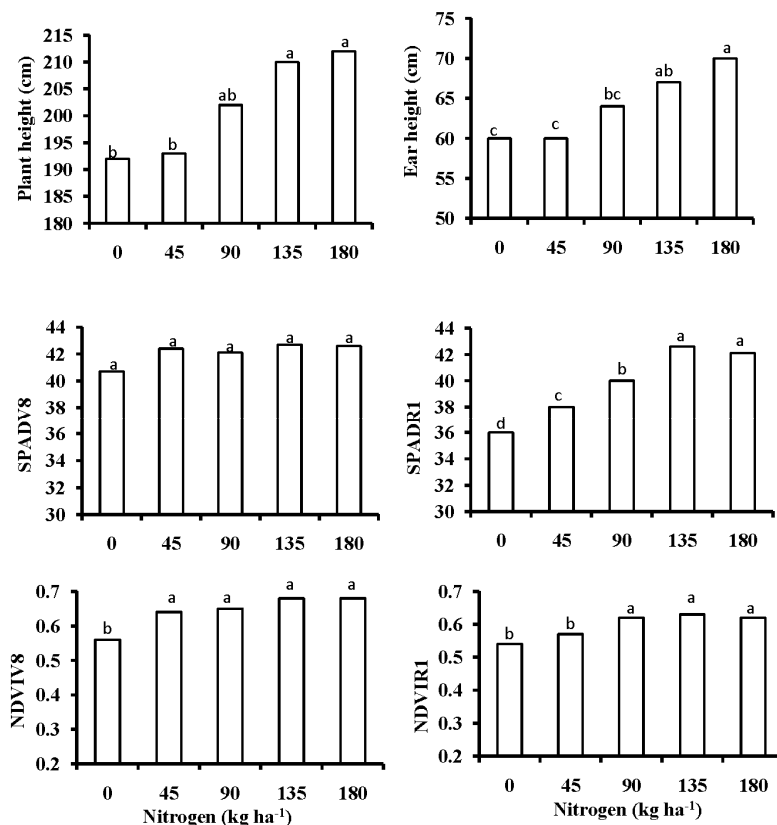 Plant height (cm)
215
210
205
200
195
190
185
180
b
b
ab
a
a
0 45 90 135 180
Ear height (cm)
75
70
65
60
55
50
c
c
bc
ab
a
0 45 90 135 180
SPADV8
44
42
40
38
36
34
32
30
a
a
a
a
a
0 45 90 135 180
SPADR1
44
42
40
38
36
34
32
30
d
c
b
a
a
0 45 90 135 180
NDVIV8
0.7
0.6
0.5
0.4
0.3
0.2
b
a
a
a
a
0 45 90 135 180
Nitrogen (kg ha⁻¹)
NDVIR1
0.7
0.6
0.5
0.4
0.3
0.2
b
b
a
a
a
0 45 90 135 180
Nitrogen (kg ha⁻¹)